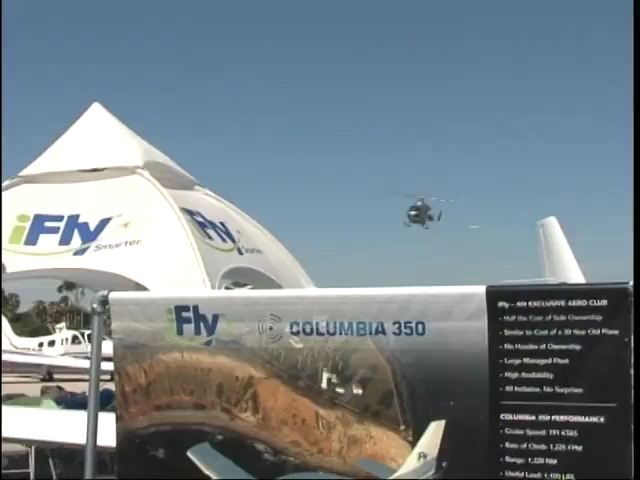 iFly
Smarter
iFly
iFly
COLUMBIA 350
iFly - AN EXCLUSIVE AERO CLUB
- Half the Cost of Sole Ownership
- Similar to Cost of a 30 Year Old Plane
- No Hassles of Ownership
- Large Managed Fleet
- High Availability
- All Inclusive, No Surprises
COLUMBIA 350 PERFORMANCE
- Cruise Speed: 191 KTAS
- Rate of Climb: 1,225 FPM
- Range: 1,320 NM
- Useful Load: 1,100 LBS